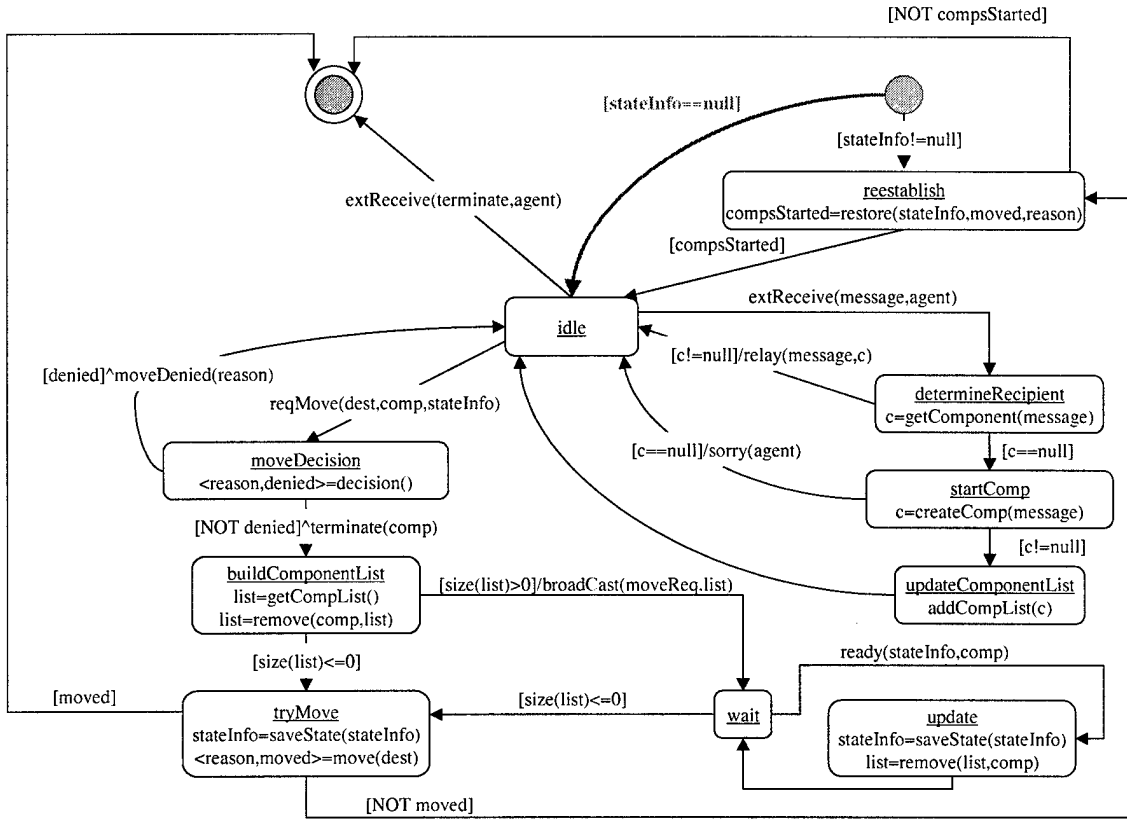 [NOT compsStarted]
[stateInfo==null]
[stateInfo!=null]
extReceive(terminate,agent)
reestablish
compsStarted=restore(stateInfo,moved,reason)
[compsStarted]
extReceive(message,agent)
idle
[c!=null]/relay(message,c)
[denied]^moveDenied(reason)
reqMove(dest,comp,stateInfo)
determineRecipient
c=getComponent(message)
[c==null]/sorry(agent)
[c==null]
moveDecision
<reason,denied>=decision()
startComp
c=createComp(message)
[NOT denied]^terminate(comp)
[c!=null]
buildComponentList
list=getCompList()
list=remove(comp,list)
[size(list)>0]/broadCast(moveReq,list)
updateComponentList
addCompList(c)
[size(list)<=0]
ready(stateInfo,comp)
[moved]
tryMove
stateInfo=saveState(stateInfo)
<reason,moved>=move(dest)
[size(list)<=0]
wait
update
stateInfo=saveState(stateInfo)
list=remove(list,comp)
[NOT moved]